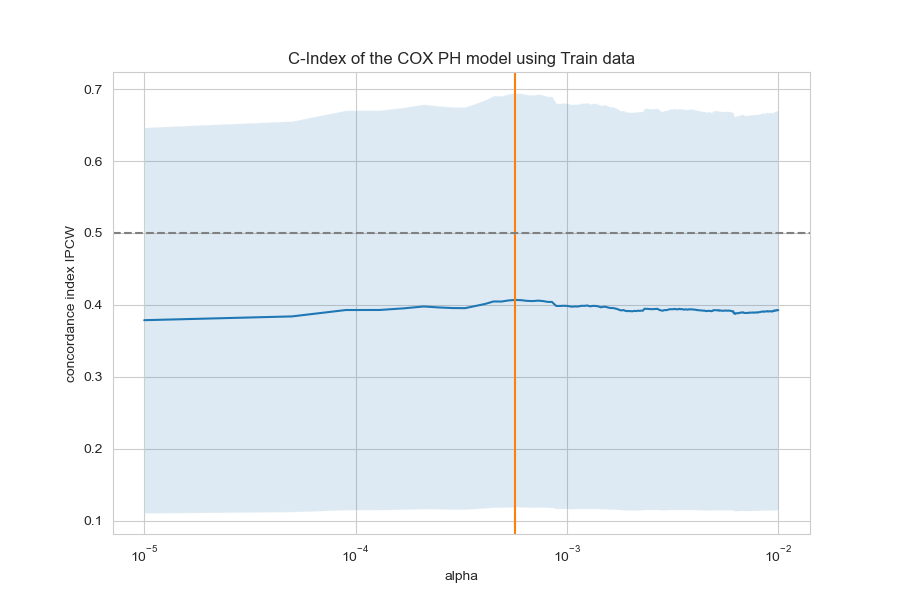 C-Index of the COX PH model using Train data
concordance index IPCW
0.7
0.6
0.5
0.4
0.3
0.2
0.1
10⁻⁵ 10⁻⁴ 10⁻³ 10⁻²
alpha